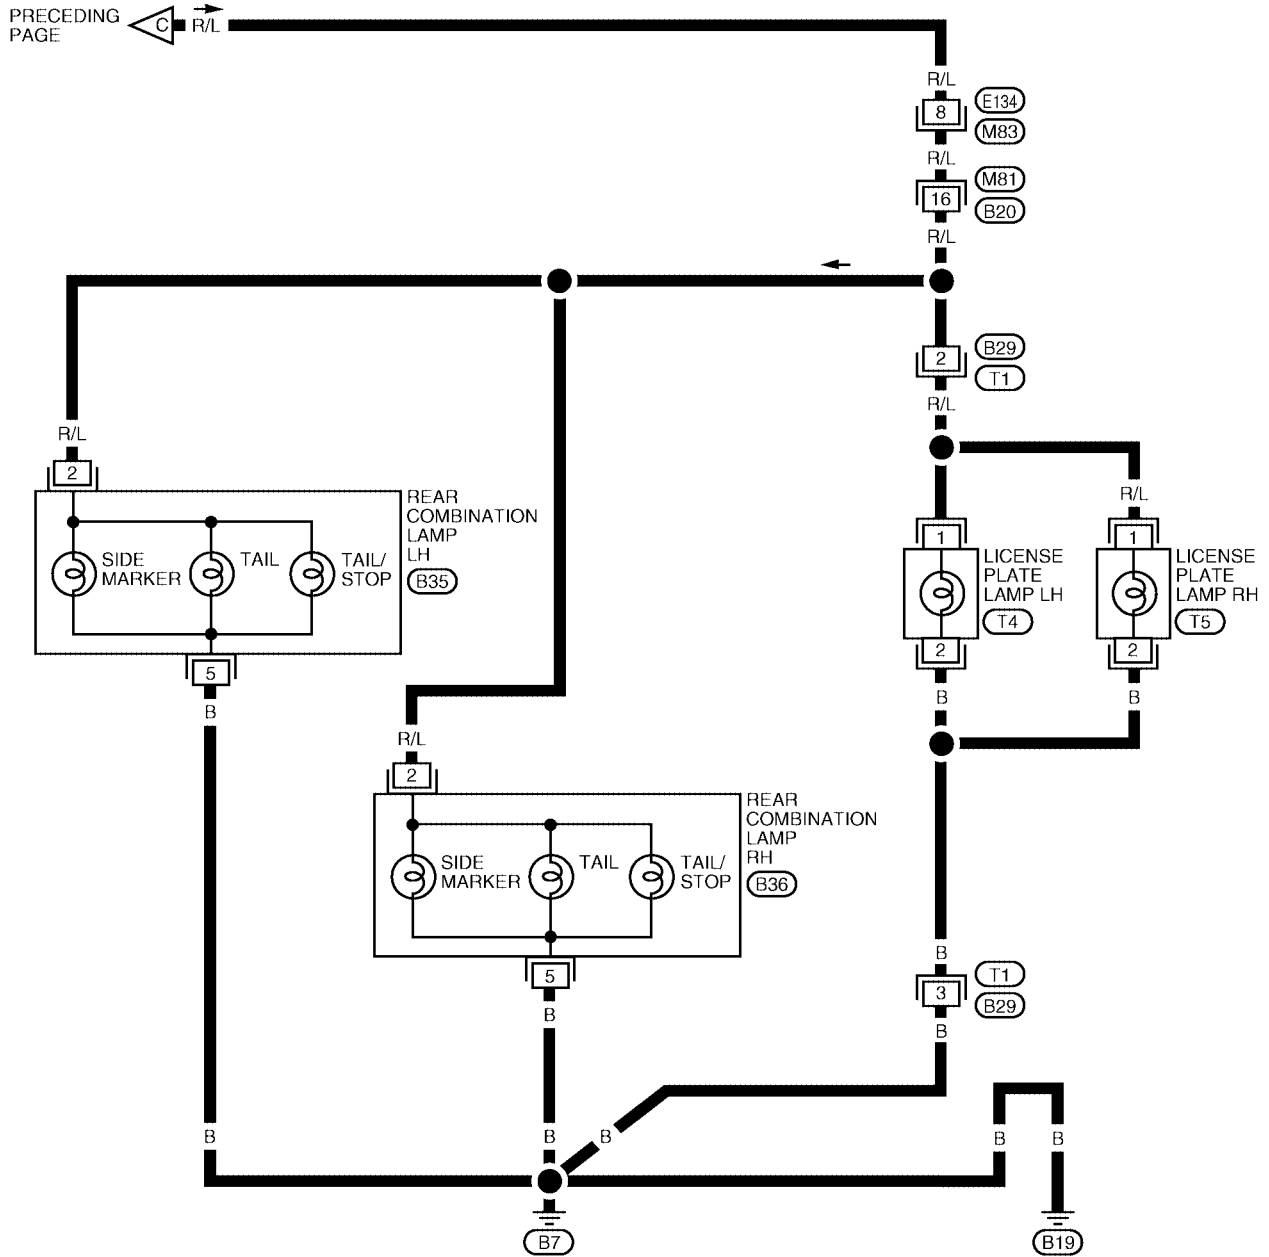 PRECEDING
PAGE
C
R/L
R/L
8
E134
M83
R/L
16
M81
B20
R/L
2
B29
T1
R/L
R/L
2
REAR
COMBINATION
LAMP
LH
B35
SIDE
MARKER
TAIL
TAIL/
STOP
5
B
R/L
1
LICENSE
PLATE
LAMP LH
T4
2
B
1
LICENSE
PLATE
LAMP RH
T5
2
B
R/L
2
REAR
COMBINATION
LAMP
RH
B36
SIDE
MARKER
TAIL
TAIL/
STOP
5
B
B
3
T1
B29
B
B
B
B
B
B
B7
B19